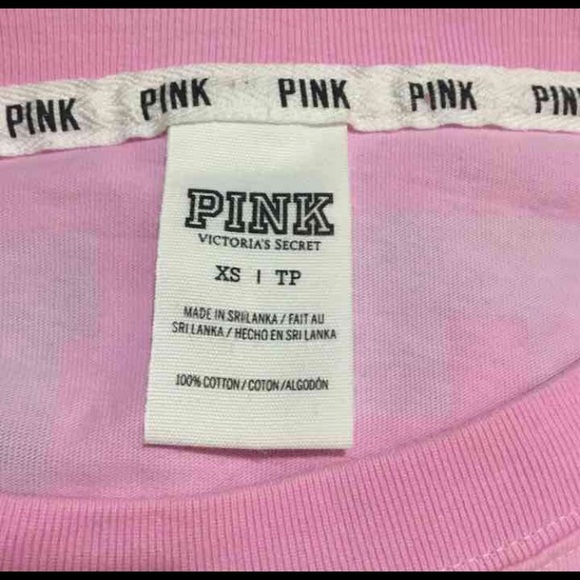 PINK PINK PINK PINK PIN
PINK
VICTORIA'S SECRET
XS | TP
MADE IN SRI LANKA / FAIT AU
SRI LANKA / HECHO EN SRI LANKA
100% COTTON / COTON / ALGODÓN